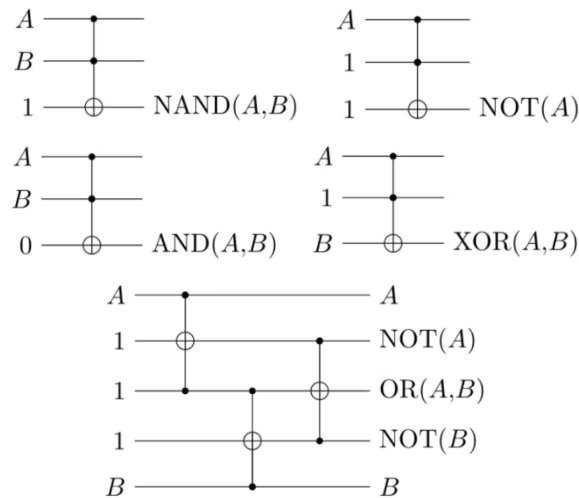 A
B
1 NAND(A,B)
A
1
1 NOT(A)
A
B
0 AND(A,B)
A
1
B XOR(A,B)
A A
1 NOT(A)
1 OR(A,B)
1 NOT(B)
B B